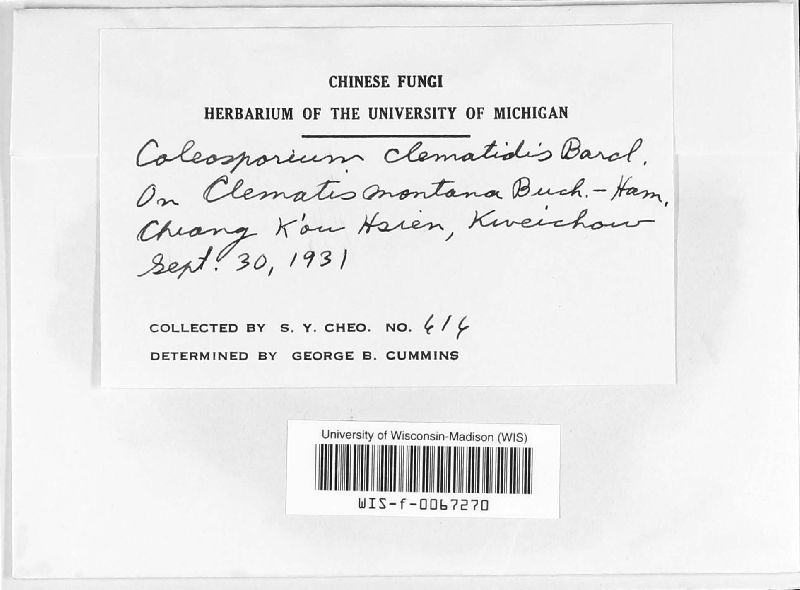 CHINESE FUNGI
HERBARIUM OF THE UNIVERSITY OF MICHIGAN
Coleosporium clematidis Barcl.
On Clematis montana Buch.-Ham.
Chiang K'ou Hsien, Kweichow
Sept. 30, 1931
COLLECTED BY S. Y. CHEO. NO. 616
DETERMINED BY GEORGE B. CUMMINS
University of Wisconsin-Madison (WIS)
WIS-f-0067270